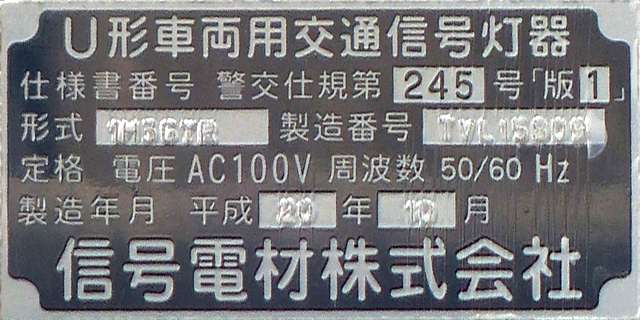 U形車両用交通信号灯器
仕様書番号 警交仕規第 245 号「版1」
形式 1M3GTR 製造番号
定格 電圧 AC100V 周波数 50/60 Hz
製造年月 平成 20 年 10 月
信号電材株式会社